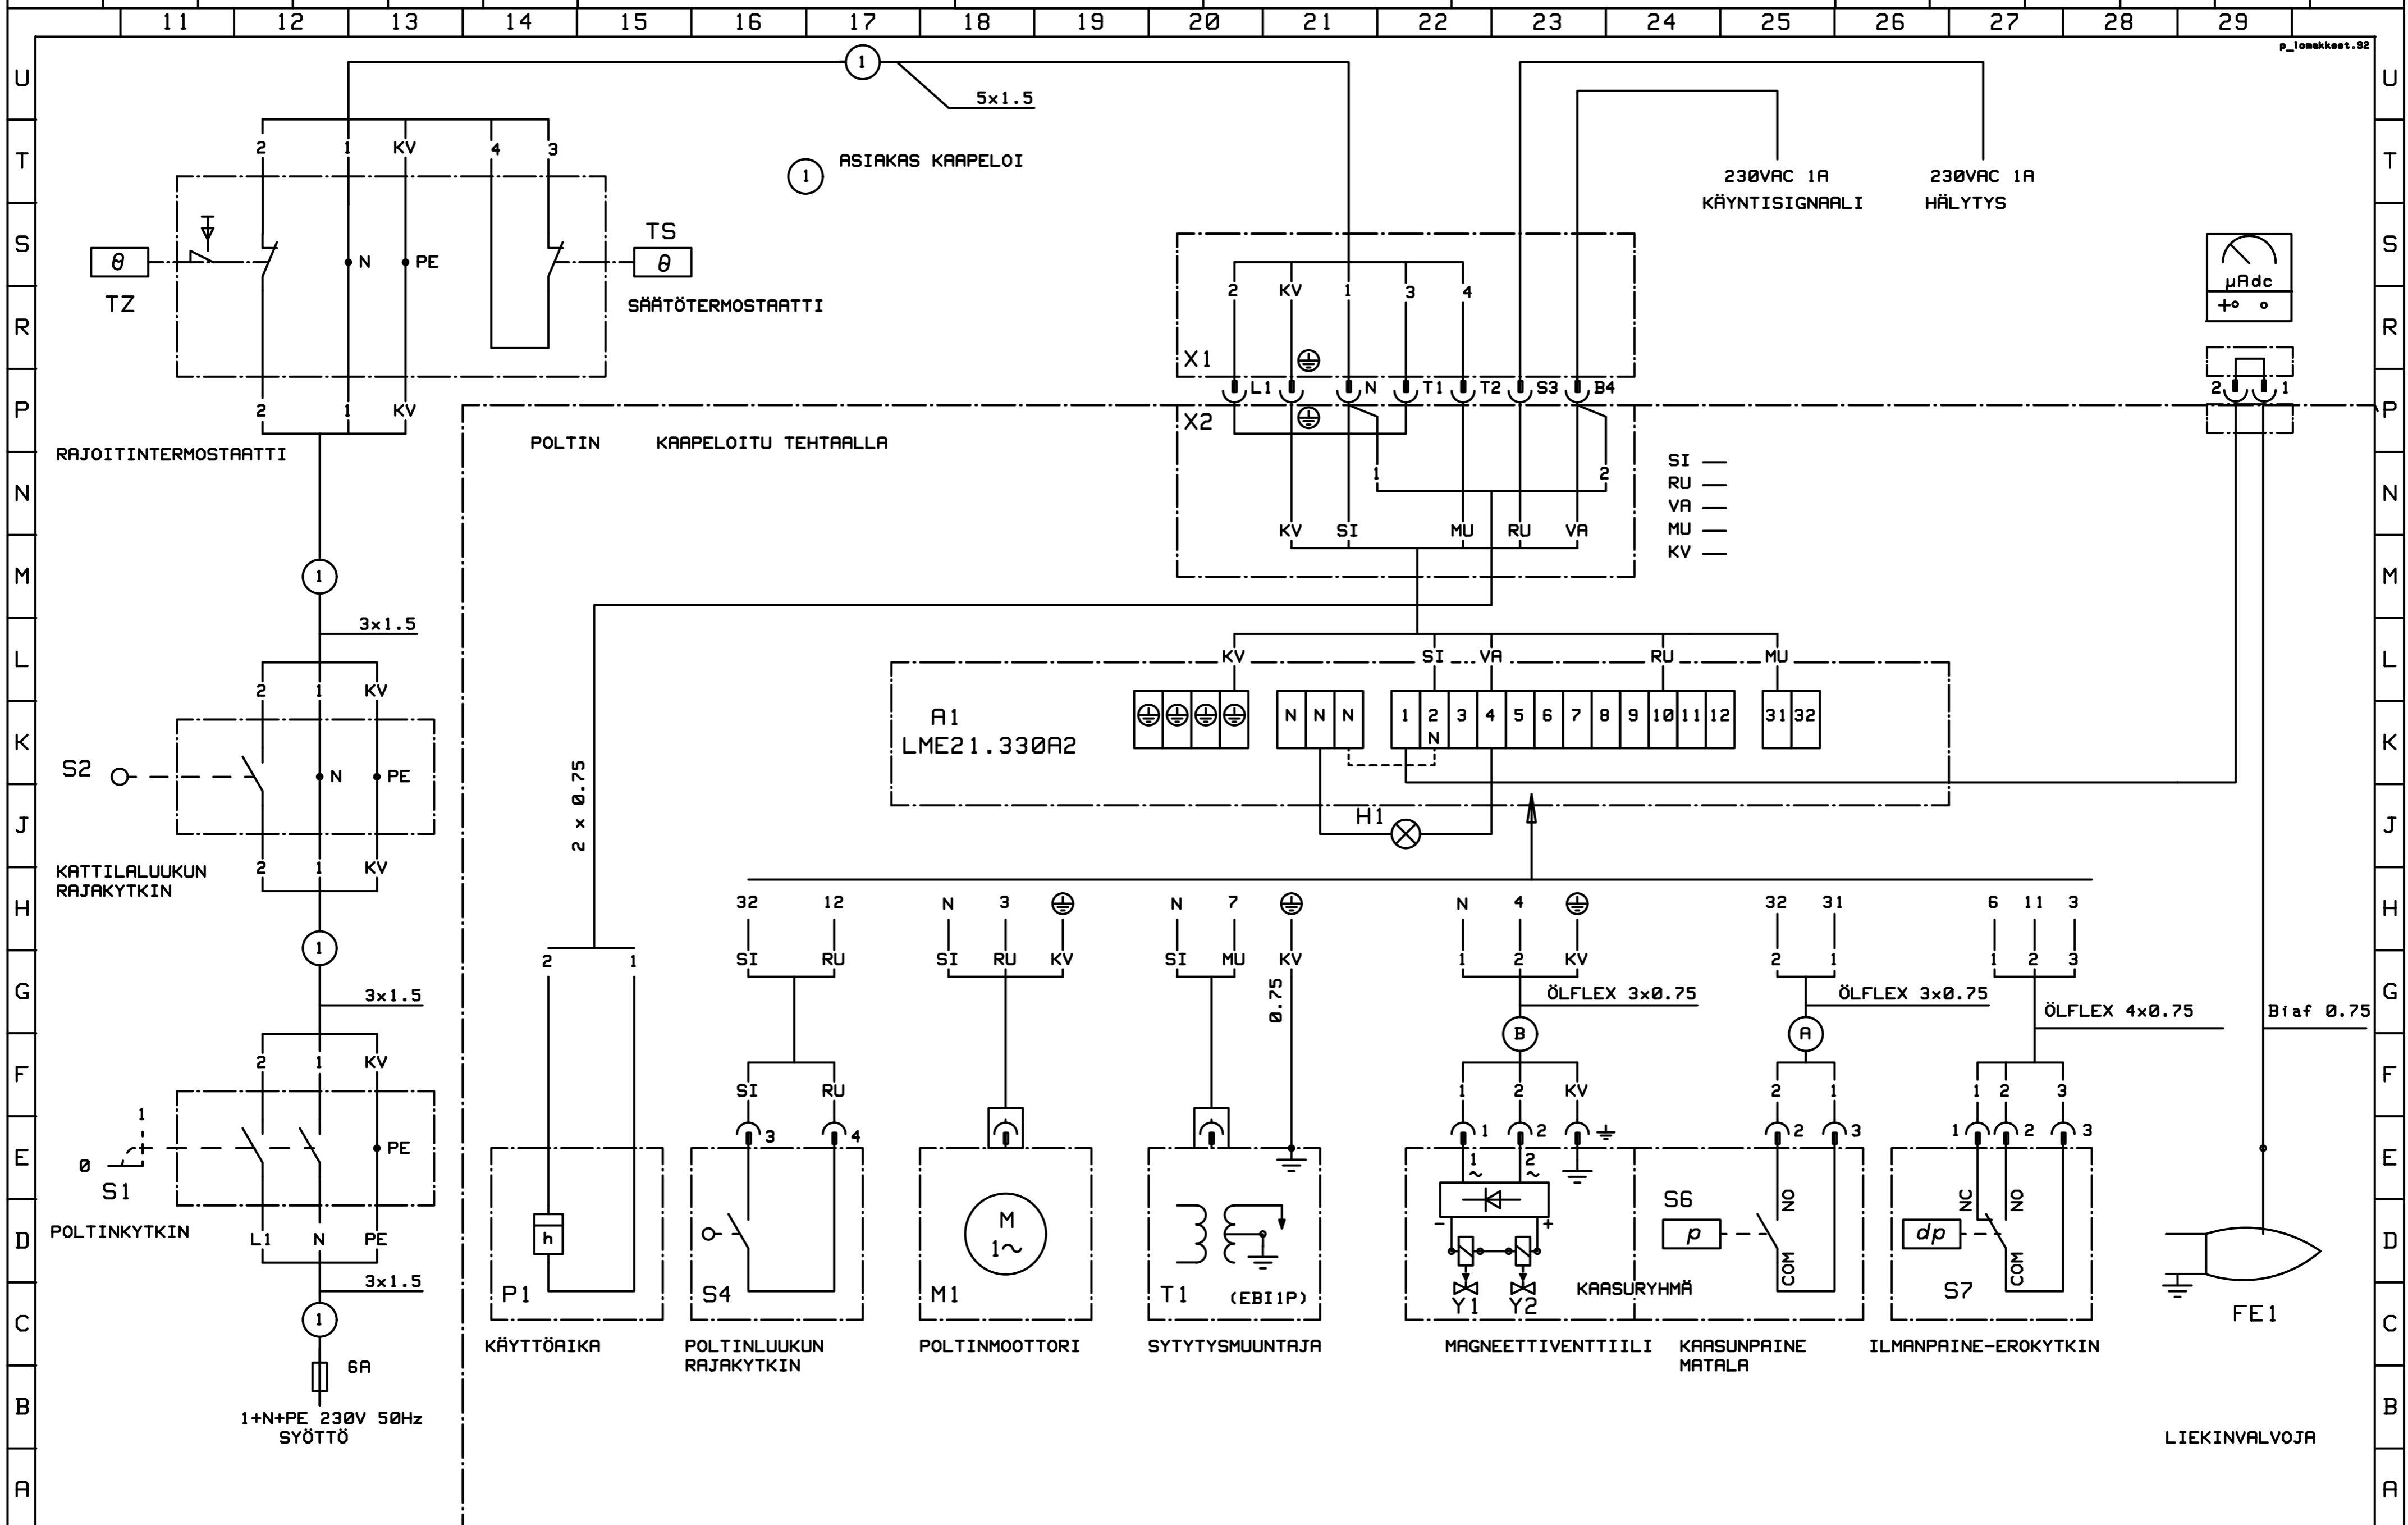 11 12 13 14 15 16 17 18 19 20 21 22 23 24 25 26 27 28 29
p_lomakkeet.92
U U
1
5x1.5
2 1 KV 4 3
T T
1 ASIAKAS KAAPELOI
230VAC 1A 230VAC 1A
KÄYNTISIGNAALI HÄLYTYS
S S
TS
θ N PE θ
TZ
SÄÄTÖTERMOSTAATTI
2 KV 1 3 4
µAdc
+
R R
X1
L1 N T1 T2 S3 B4
2 1
P P
2 1 KV
X2
POLTIN KAAPELOITU TEHTAALLA
RAJOITINTERMOSTAATTI
1 2
SI
RU
VA
MU
KV
N N
KV SI MU RU VA
M M
1
3x1.5
L L
KV SI VA RU MU
2 1 KV
A1
LME21.330A2
N N N 1 2 3 4 5 6 7 8 9 10 11 12 31 32
N
K K
S2 N PE
2 x 0.75
J J
H1
2 1 KV
KATTILALUUKUN
RAJAKYTKIN
H H
32 12 N 3 N 7 N 4 32 31 6 11 3
1
2 1 SI RU SI RU KV SI MU KV 1 2 KV 2 1 1 2 3
G G
3x1.5
0.75
ÖLFLEX 3x0.75 ÖLFLEX 3x0.75 ÖLFLEX 4x0.75 Biaf 0.75
B A
F F
2 1 KV
SI RU 1 2 KV 2 1 1 2 3
1
3 4 1 2 2 3 1 2 3
E E
0 PE
S1
1 2
~ ~
S6 NO NC NO
POLTINKYTKIN
D D
L1 N PE
h M
1~
- +
p dp
COM COM
3x1.5
P1 S4 M1 T1 (EBI1P) Y1 Y2 KAASURYHMÄ S7
FE1
C C
1
KÄYTTÖAIKA POLTINLUUKUN
RAJAKYTKIN POLTINMOOTTORI SYTYTYSMUUNTAJA MAGNEETTIVENTTIILI KAASUNPAINE
MATALA ILMANPAINE-EROKYTKIN
6A
B B
1+N+PE 230V 50Hz
SYÖTTÖ
LIEKINVALVOJA
A A